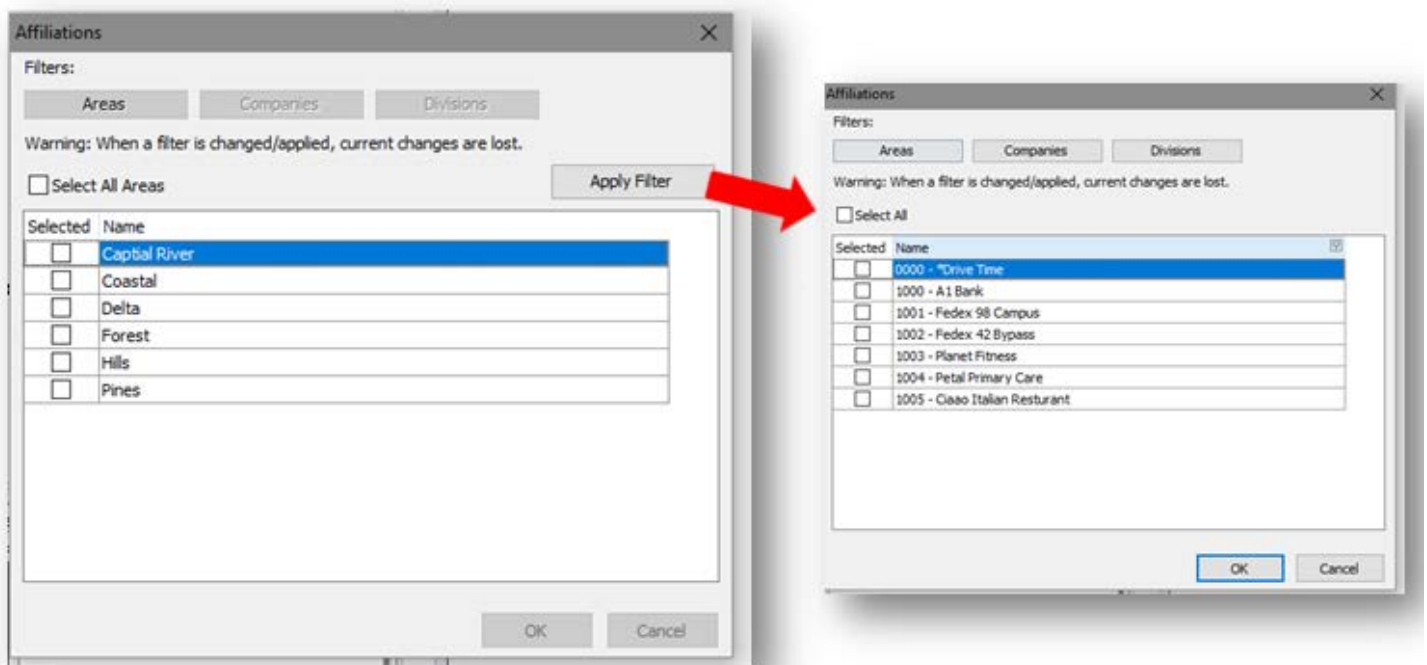 Affiliations
Filters:
Areas Companies Divisions
Warning: When a filter is changed/applied, current changes are lost.
Select All Areas Apply Filter
Selected Name
Captial River
Coastal
Delta
Forest
Hills
Pines
OK Cancel
Affiliations
Filters:
Areas Companies Divisions
Warning: When a filter is changed/applied, current changes are lost.
Select All
Selected Name
0000 - *Drive Time
1000 - A1 Bank
1001 - Fedex 98 Campus
1002 - Fedex 42 Bypass
1003 - Planet Fitness
1004 - Petal Primary Care
1005 - Ciaao Italian Resturant
OK Cancel